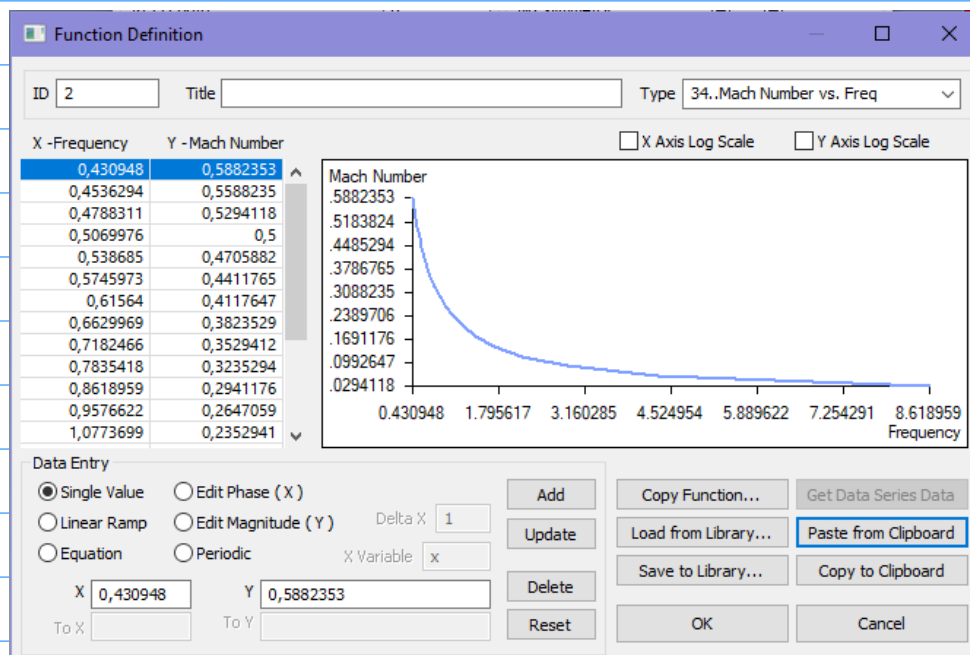 Function Definition
ID 2 Title Type 34..Mach Number vs. Freq
X -Frequency Y -Mach Number X Axis Log Scale Y Axis Log Scale
0,430948 0,5882353
0,4536294 0,5588235
0,4788311 0,5294118
0,5069976 0,5
0,538685 0,4705882
0,5745973 0,4411765
0,61564 0,4117647
0,6629969 0,3823529
0,7182466 0,3529412
0,7835418 0,3235294
0,8618959 0,2941176
0,9576622 0,2647059
1,0773699 0,2352941
Mach Number
.5882353
.5183824
.4485294
.3786765
.3088235
.2389706
.1691176
.0992647
.0294118
0.430948 1.795617 3.160285 4.524954 5.889622 7.254291 8.618959
Frequency
Data Entry
Single Value Edit Phase ( X ) Add Copy Function... Get Data Series Data
Linear Ramp Edit Magnitude ( Y ) Delta X 1 Update Load from Library... Paste from Clipboard
Equation Periodic X Variable x Save to Library... Copy to Clipboard
X 0,430948 Y 0,5882353 Delete
To X To Y Reset OK Cancel